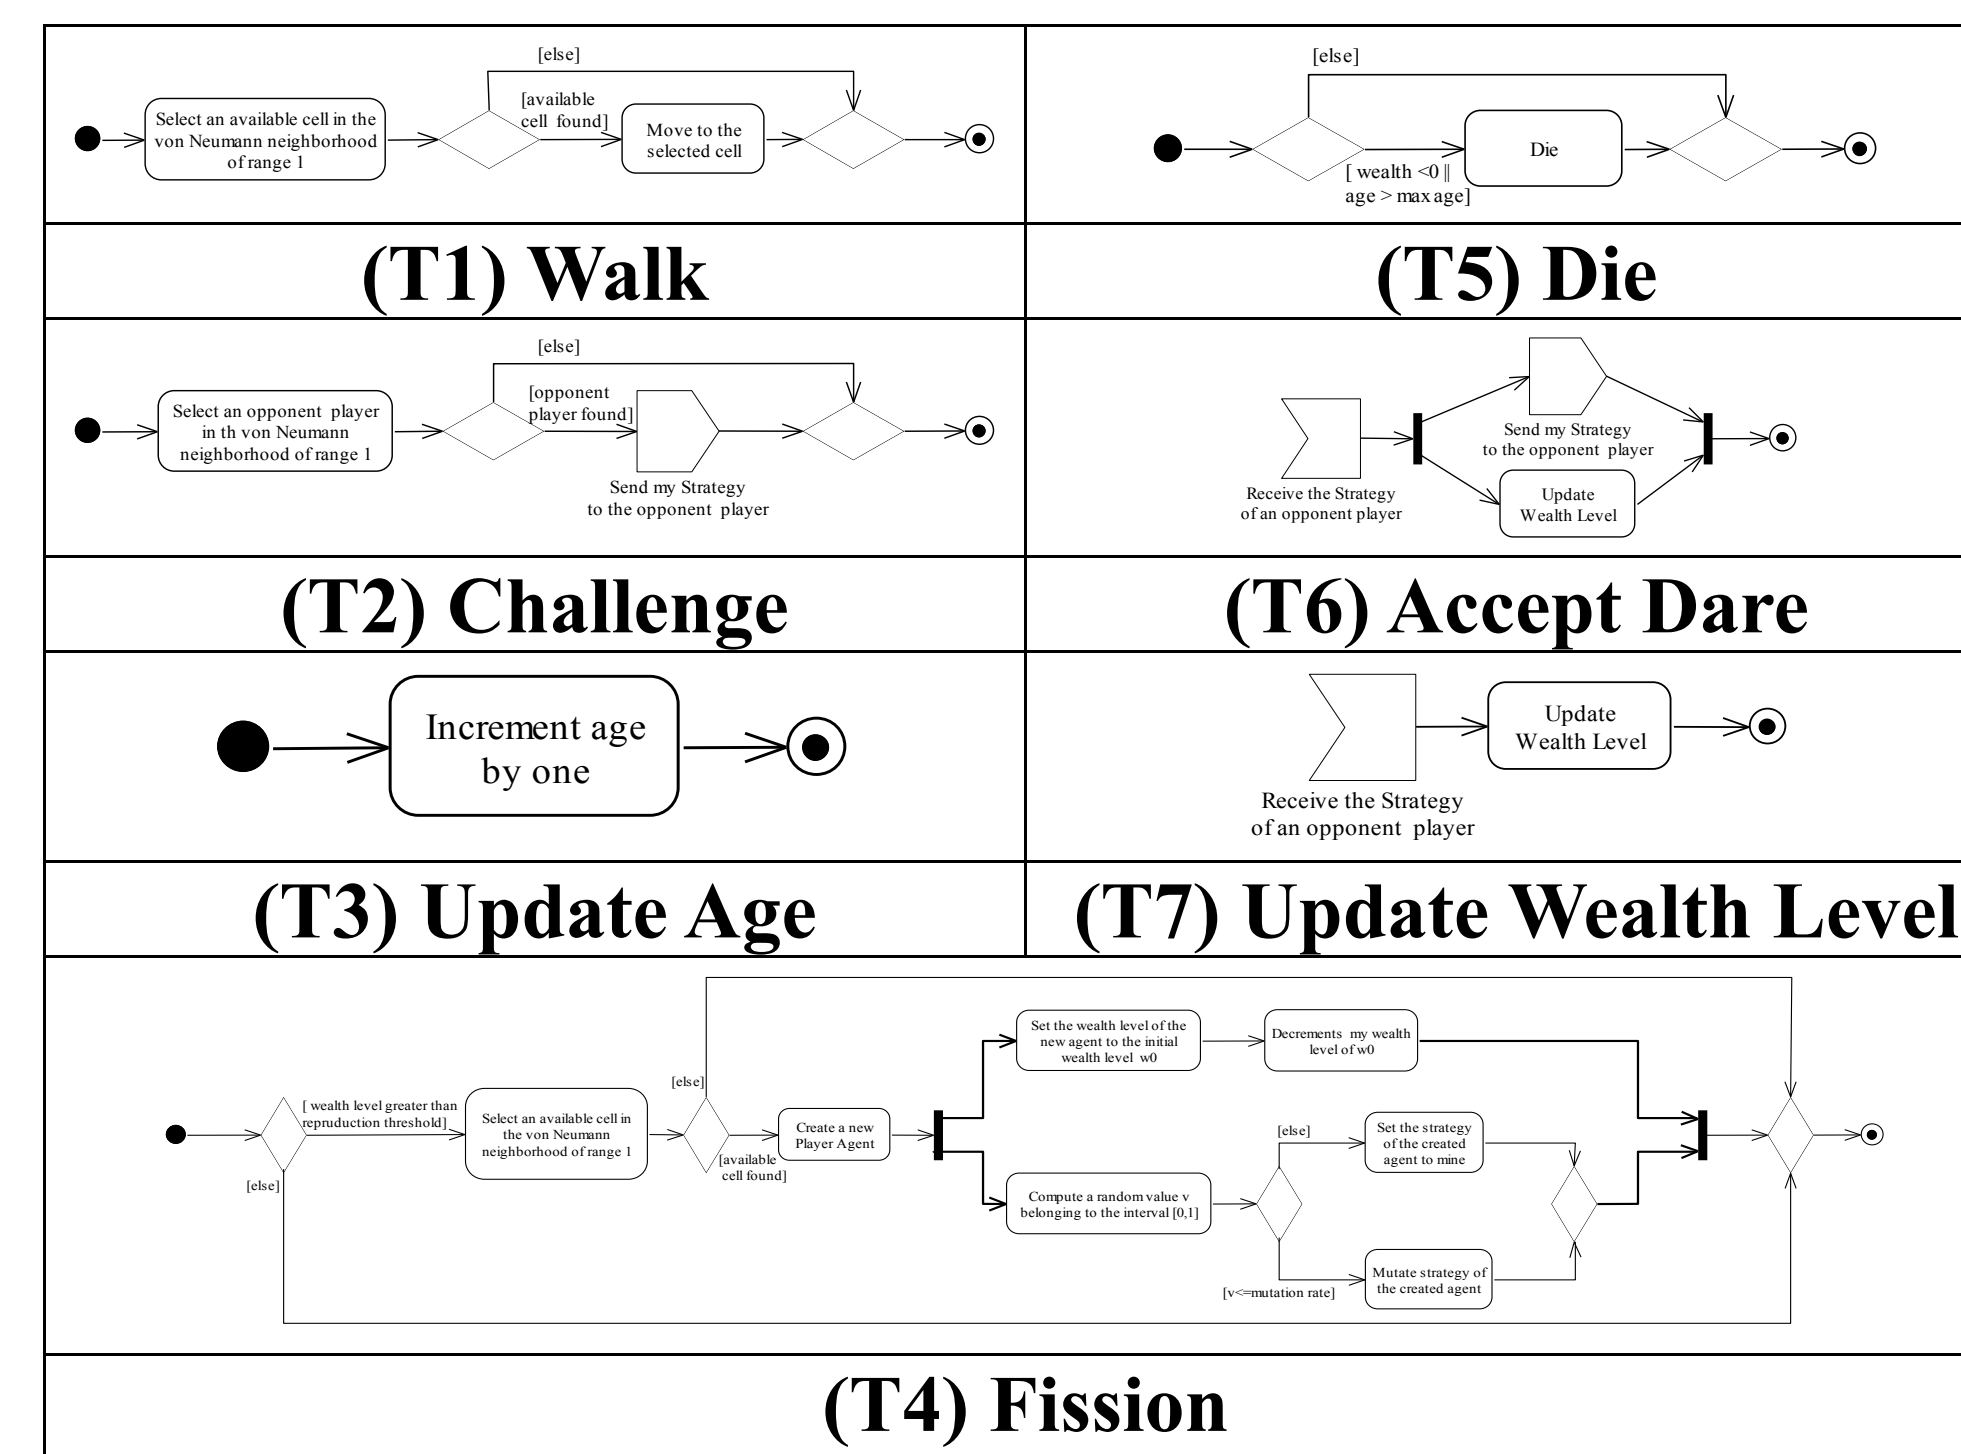 [else]
[available
cell found]
Select an available cell in the
von Neumann neighborhood
of range 1
Move to the
selected cell
(T1) Walk
[else]
Die
[ wealth <0 ||
age > max age]
(T5) Die
[else]
[opponent
player found]
Select an opponent player
in th von Neumann
neighborhood of range 1
Send my Strategy
to the opponent player
(T2) Challenge
Send my Strategy
to the opponent player
Receive the Strategy
of an opponent player
Update
Wealth Level
(T6) Accept Dare
Increment age
by one
(T3) Update Age
Update
Wealth Level
Receive the Strategy
of an opponent player
(T7) Update Wealth Level
[ wealth level greater than
repruduction threshold]
[else]
Select an available cell in
the von Neumann
neighborhood of range 1
[else]
[available
cell found]
Create a new
Player Agent
Set the wealth level of the
new agent to the initial
wealth level w0
Decrements my wealth
level of w0
Compute a random value v
belonging to the interval [0,1]
[else]
Set the strategy
of the created
agent to mine
[v<=mutation rate]
Mutate strategy of
the created agent
(T4) Fission